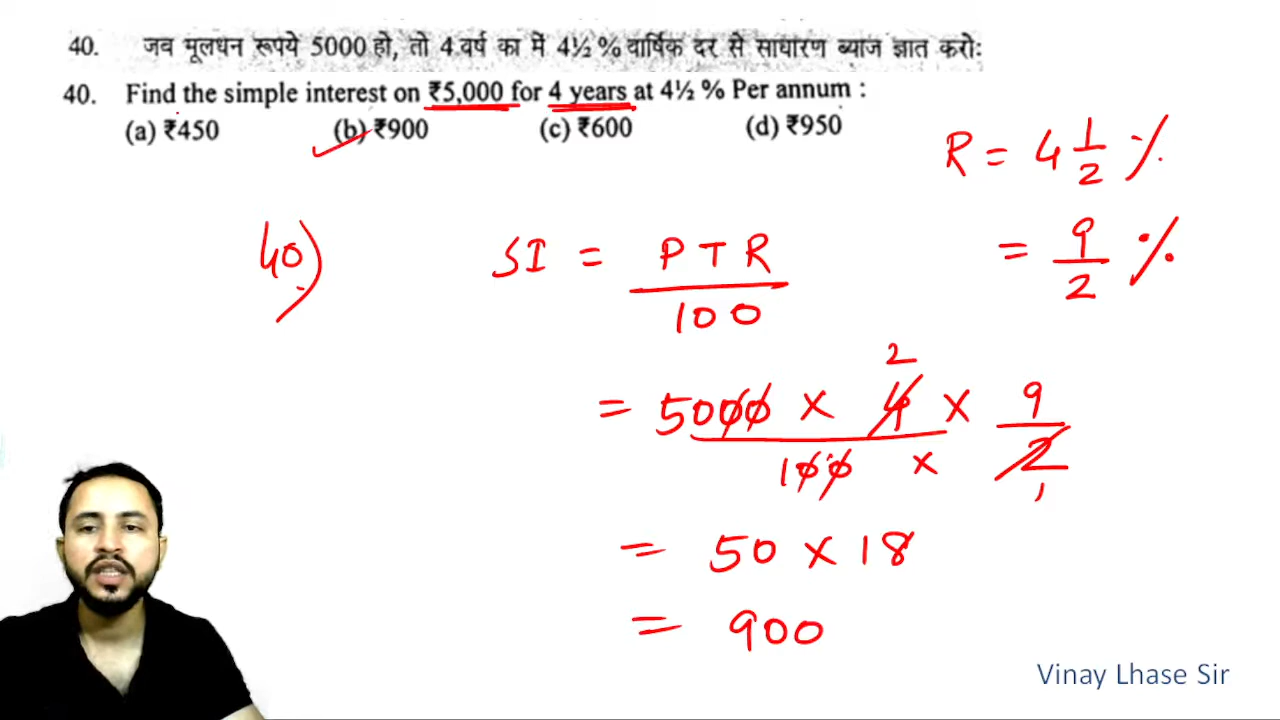 40. जव मूलधन रूपये 5000 हो, तो 4 वर्ष का में 4½ % वार्षिक दर से साधारण ब्याज ज्ञात करोः
40. Find the simple interest on ₹5,000 for 4 years at 4½ % Per annum :
(a) ₹450 (b) ₹900 (c) ₹600 (d) ₹950
R = 4 1/2 %
= 9/2 %
40) SI = P T R / 100
= 5000 × 4 × 9 / 100 × 2
2
1
= 50 × 18
= 900
Vinay Lhase Sir